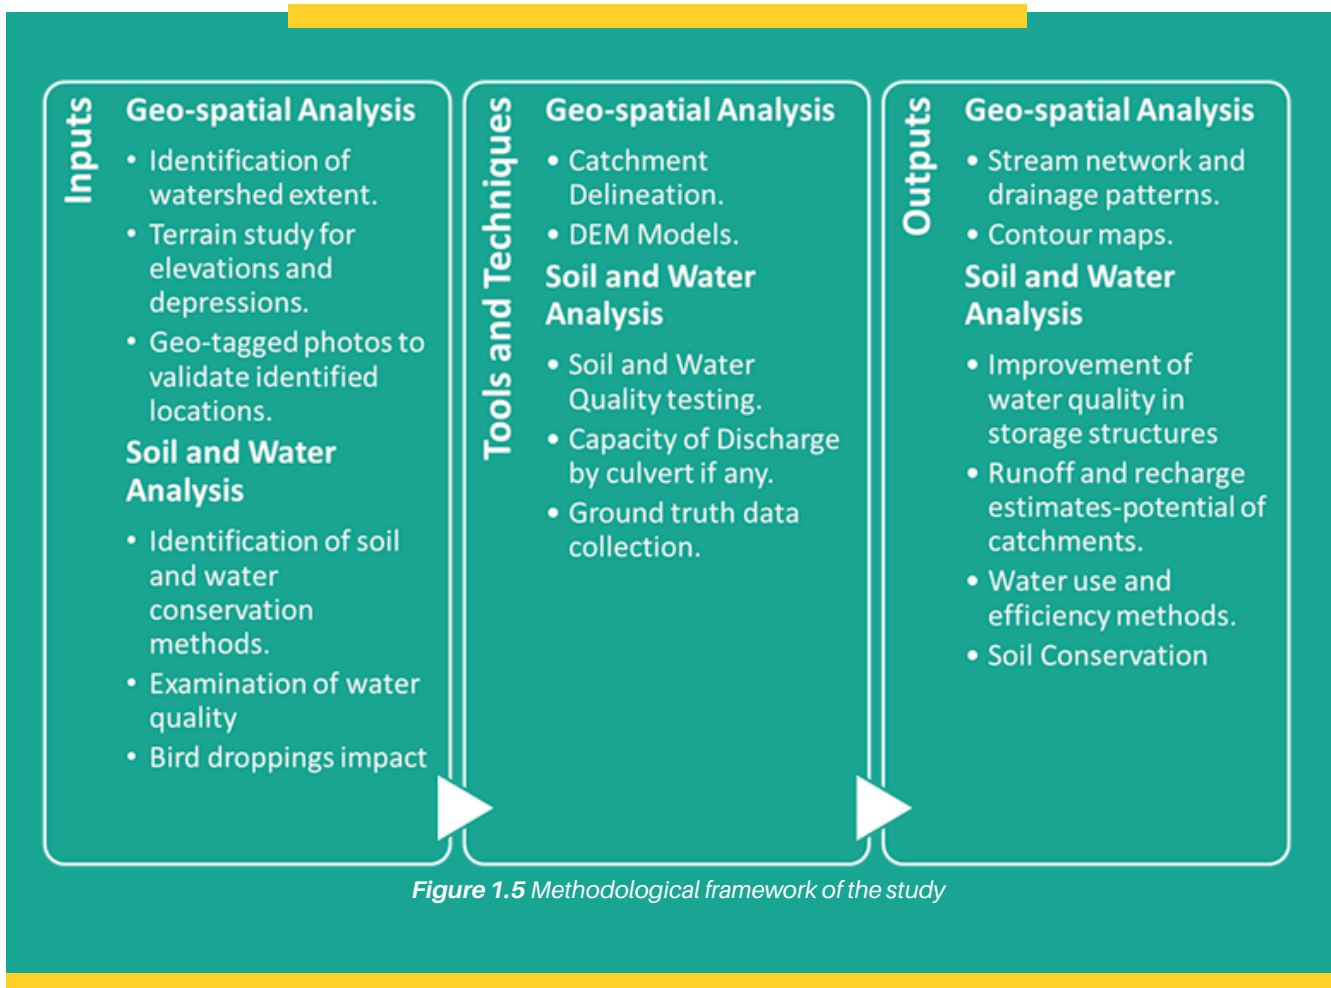 Inputs
Geo-spatial Analysis
• Identification of
watershed extent.
• Terrain study for
elevations and
depressions.
• Geo-tagged photos to
validate identified
locations.
Soil and Water
Analysis
• Identification of soil
and water
conservation
methods.
• Examination of water
quality
• Bird droppings impact
Tools and Techniques
Geo-spatial Analysis
• Catchment
Delineation.
• DEM Models.
Soil and Water
Analysis
• Soil and Water
Quality testing.
• Capacity of Discharge
by culvert if any.
• Ground truth data
collection.
Outputs
Geo-spatial Analysis
• Stream network and
drainage patterns.
• Contour maps.
Soil and Water
Analysis
• Improvement of
water quality in
storage structures
• Runoff and recharge
estimates-potential of
catchments.
• Water use and
efficiency methods.
• Soil Conservation
Figure 1.5 Methodological framework of the study